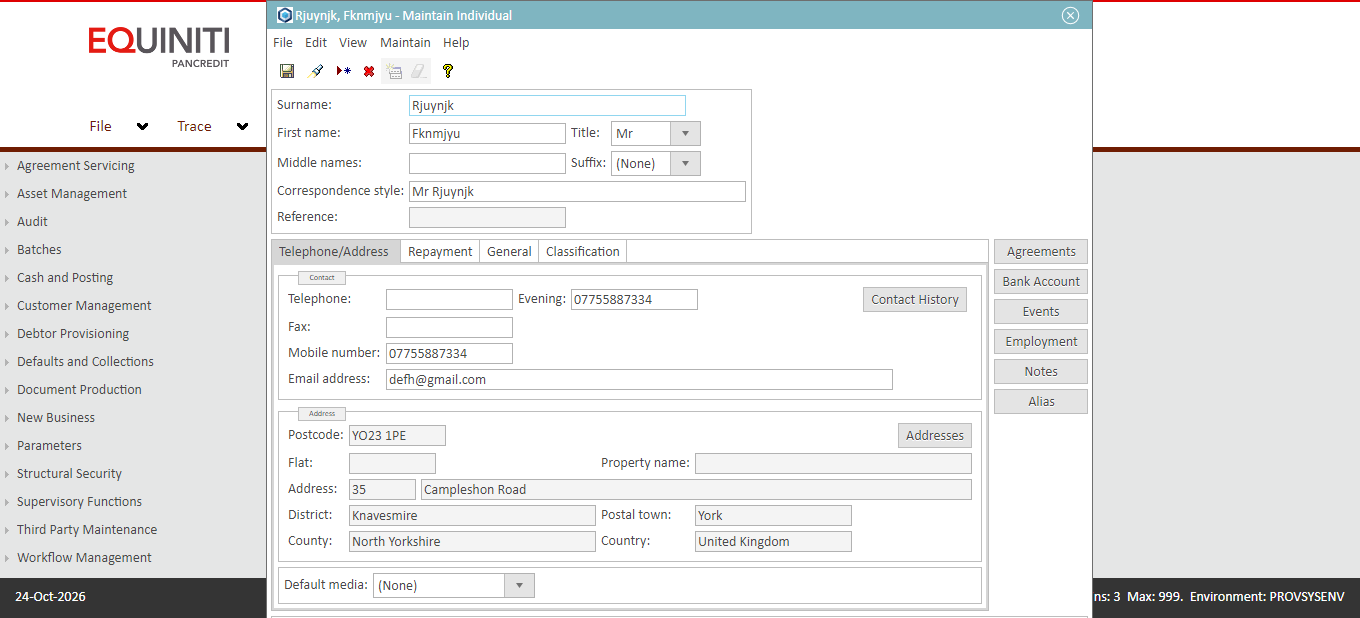 EQUINITI
PANCREDIT
File Trace
Agreement Servicing
Asset Management
Audit
Batches
Cash and Posting
Customer Management
Debtor Provisioning
Defaults and Collections
Document Production
New Business
Parameters
Structural Security
Supervisory Functions
Third Party Maintenance
Workflow Management
Rjuynjk, Fknmjyu - Maintain Individual
File Edit View Maintain Help
Surname: Rjuynjk
First name: Fknmjyu Title: Mr
Middle names: Suffix: (None)
Correspondence style: Mr Rjuynjk
Reference:
Telephone/Address Repayment General Classification
Contact
Telephone: Evening: 07755887334 Contact History
Fax:
Mobile number: 07755887334
Email address: defh@gmail.com
Address
Postcode: YO23 1PE Addresses
Flat: Property name:
Address: 35 Campleshon Road
District: Knavesmire Postal town: York
County: North Yorkshire Country: United Kingdom
Default media: (None)
Agreements
Bank Account
Events
Employment
Notes
Alias
24-Oct-2026
ns: 3 Max: 999. Environment: PROVSYSENV